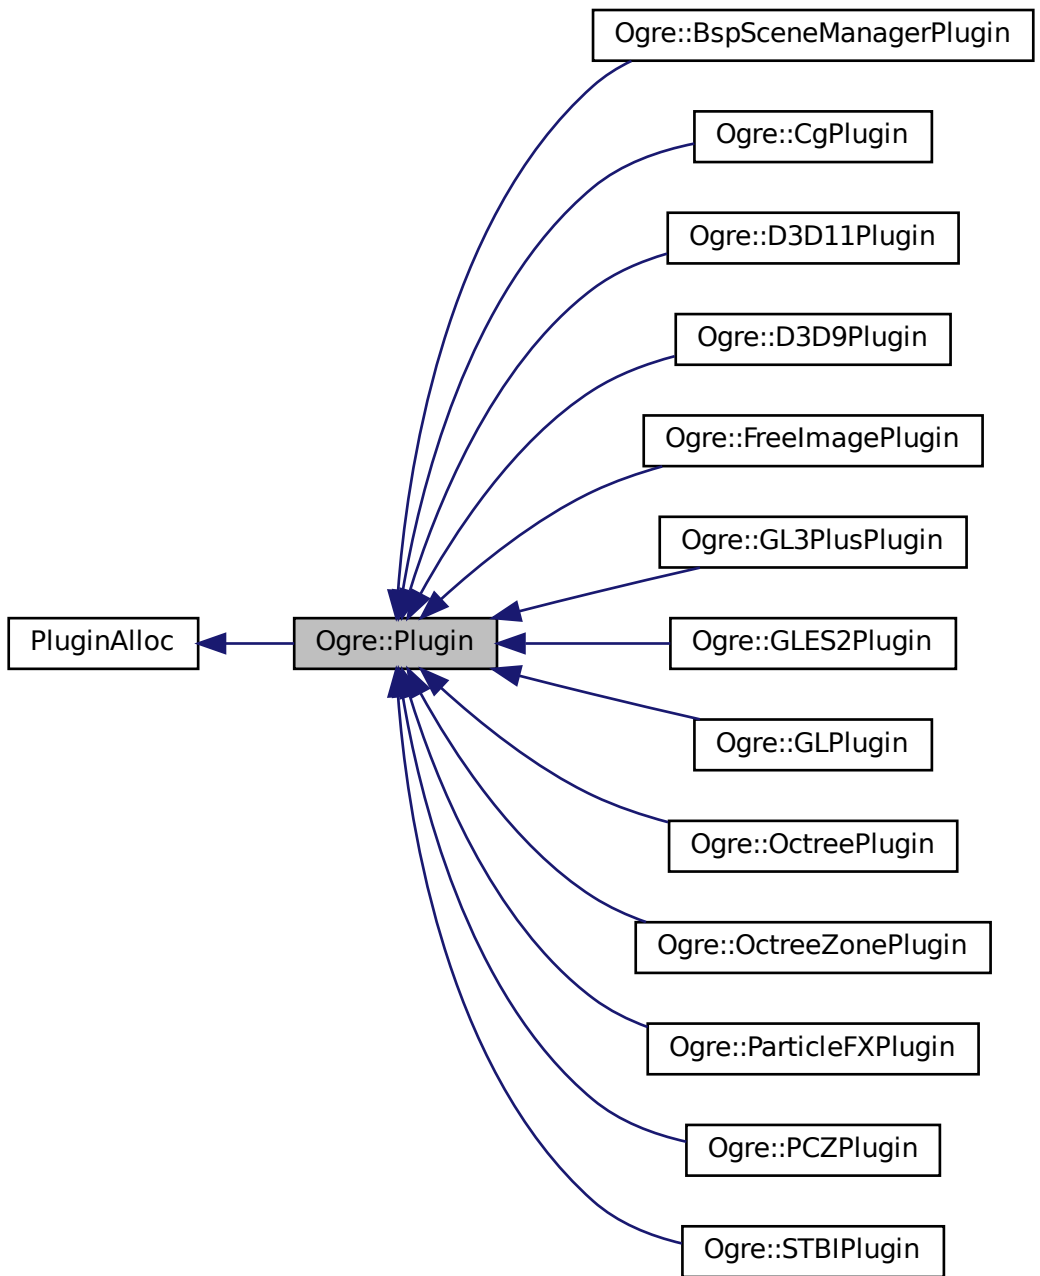 Ogre::BspSceneManagerPlugin
Ogre::CgPlugin
Ogre::D3D11Plugin
Ogre::D3D9Plugin
Ogre::FreeImagePlugin
Ogre::GL3PlusPlugin
PluginAlloc
Ogre::Plugin
Ogre::GLES2Plugin
Ogre::GLPlugin
Ogre::OctreePlugin
Ogre::OctreeZonePlugin
Ogre::ParticleFXPlugin
Ogre::PCZPlugin
Ogre::STBIPlugin